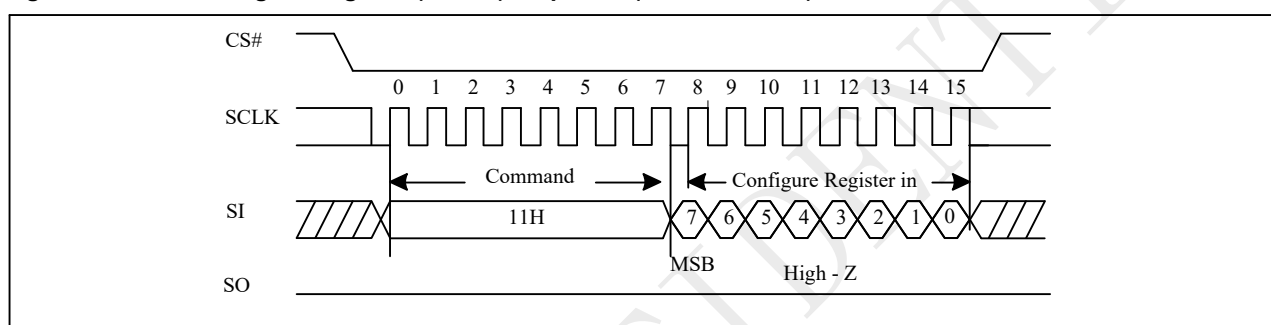 CS#
0 1 2 3 4 5 6 7 8 9 10 11 12 13 14 15
SCLK
Command Configure Register in
SI 11H 7 6 5 4 3 2 1 0
MSB High - Z
SO